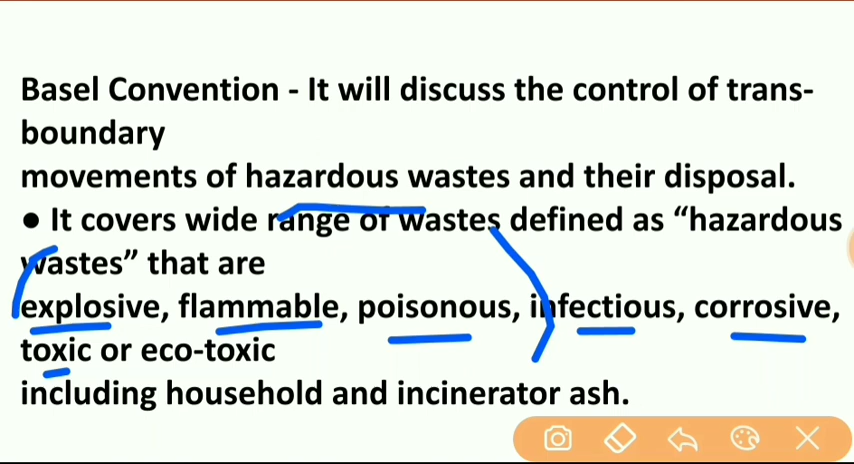 Basel Convention - It will discuss the control of trans-
boundary
movements of hazardous wastes and their disposal.
● It covers wide range of wastes defined as “hazardous
wastes” that are
explosive, flammable, poisonous, infectious, corrosive,
toxic or eco-toxic
including household and incinerator ash.